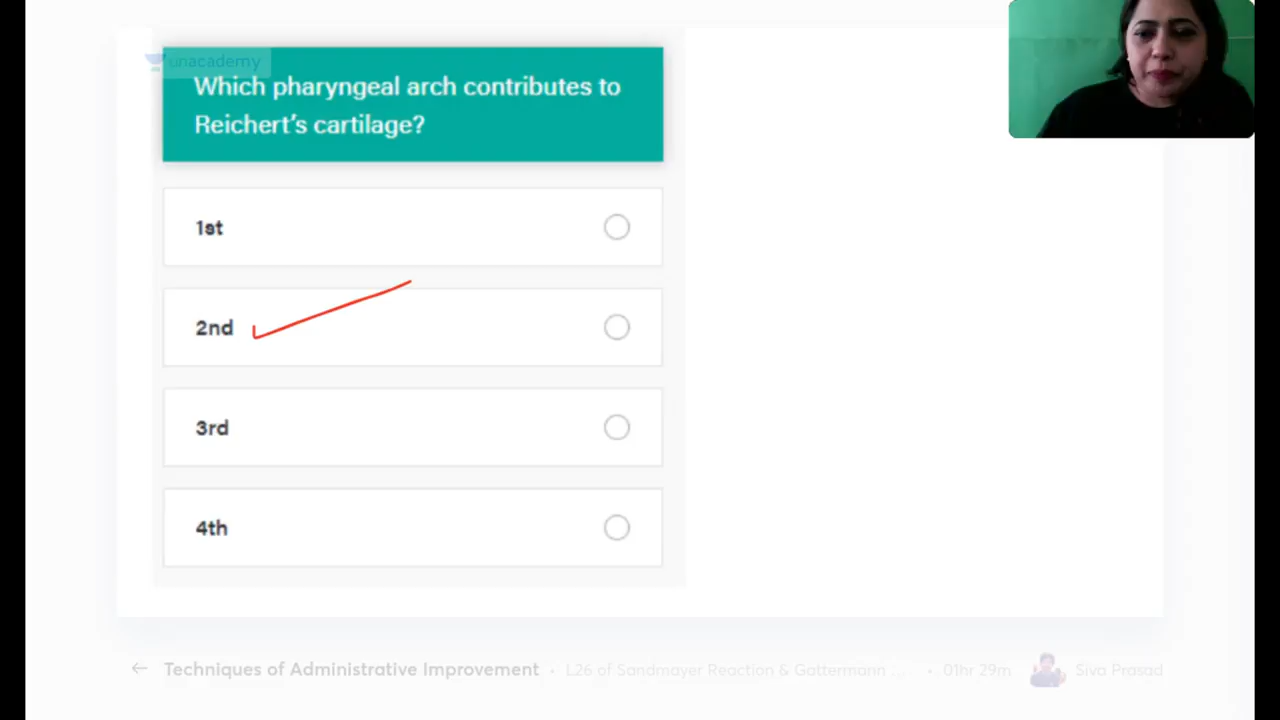 unacademy
Which pharyngeal arch contributes to
Reichert's cartilage?
1st
2nd
3rd
4th
← Techniques of Administrative Improvement · L26 of Sandmayer Reaction & Gattermann ... · 01hr 29m Siva Prasad